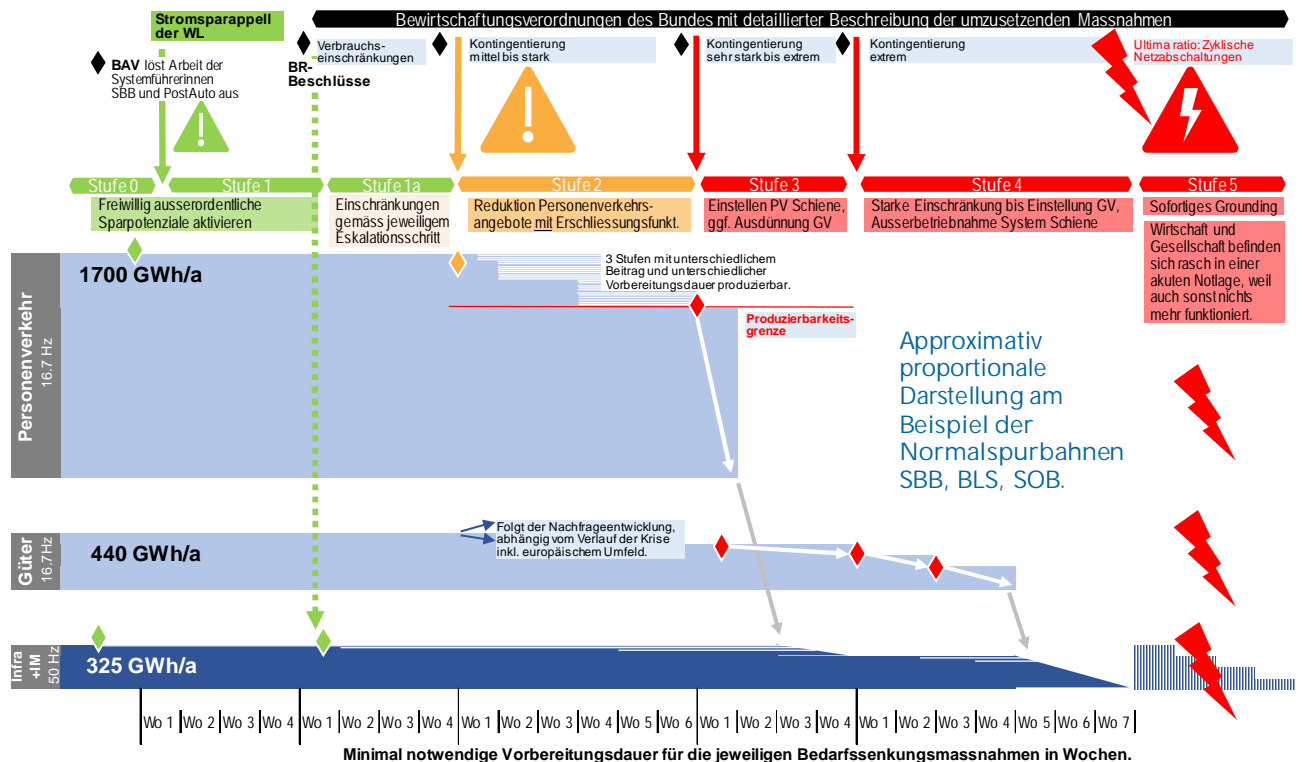 Stromsparappell
der WL
Bewirtschaftungsverordnungen des Bundes mit detaillierter Beschreibung der umzusetzenden Massnahmen
BAV löst Arbeit der
Systemführerinnen
SBB und PostAuto aus
Verbrauchs-
einschränkungen
BR-
Beschlüsse
Kontingentierung
mittel bis stark
Kontingentierung
sehr stark bis extrem
Kontingentierung
extrem
Ultima ratio: Zyklische
Netzabschaltungen
Stufe 0
Stufe 1
Stufe 1a
Stufe 2
Stufe 3
Stufe 4
Stufe 5
Freiwillig ausserordentliche
Sparpotenziale aktivieren
Einschränkungen
gemäss jeweiligem
Eskalationsschritt
Reduktion Personenverkehrs-
angebote mit Erschliessungsfunkt.
Einstellen PV Schiene,
ggf. Ausdünnung GV
Starke Einschränkung bis Einstellung GV,
Ausserbetriebnahme System Schiene
Sofortiges Grounding
Wirtschaft und
Gesellschaft befinden
sich rasch in einer
akuten Notlage, weil
auch sonst nichts
mehr funktioniert.
Personenverkehr
16.7 Hz
1700 GWh/a
3 Stufen mit unterschiedlichem
Beitrag und unterschiedlicher
Vorbereitungsdauer produzierbar.
Produzierbarkeits-
grenze
Approximativ
proportionale
Darstellung am
Beispiel der
Normalspurbahnen
SBB, BLS, SOB.
Güter
16.7Hz
440 GWh/a
Folgt der Nachfrageentwicklung,
abhängig vom Verlauf der Krise
inkl. europäischem Umfeld.
Infra
+IM
50 Hz
325 GWh/a
Wo 1 Wo 2 Wo 3 Wo 4 Wo 1 Wo 2 Wo 3 Wo 4 Wo 1 Wo 2 Wo 3 Wo 4 Wo 5 Wo 6 Wo 1 Wo 2 Wo 3 Wo 4 Wo 1 Wo 2 Wo 3 Wo 4 Wo 5 Wo 6 Wo 7
Minimal notwendige Vorbereitungsdauer für die jeweiligen Bedarfssenkungsmassnahmen in Wochen.